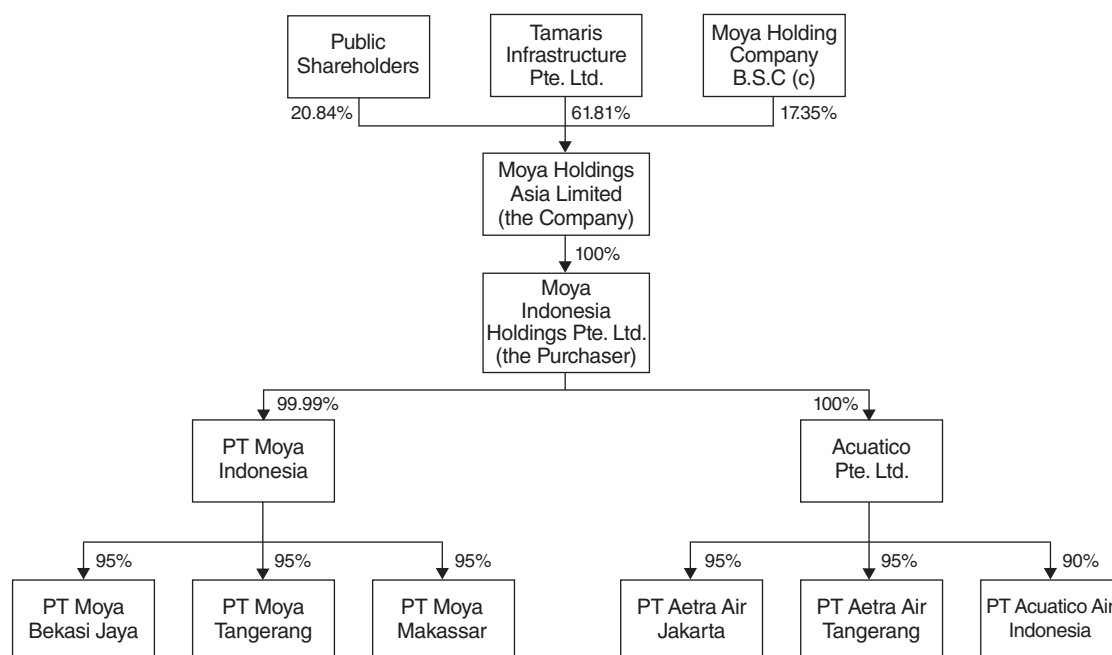 Public
Shareholders
Tamaris
Infrastructure
Pte. Ltd.
Moya Holding
Company
B.S.C (c)
20.84%
61.81%
17.35%
Moya Holdings
Asia Limited
(the Company)
100%
Moya
Indonesia
Holdings Pte. Ltd.
(the Purchaser)
99.99%
100%
PT Moya
Indonesia
Acuatico
Pte. Ltd.
95%
95%
95%
95%
95%
90%
PT Moya
Bekasi Jaya
PT Moya
Tangerang
PT Moya
Makassar
PT Aetra Air
Jakarta
PT Aetra Air
Tangerang
PT Acuatico Air
Indonesia